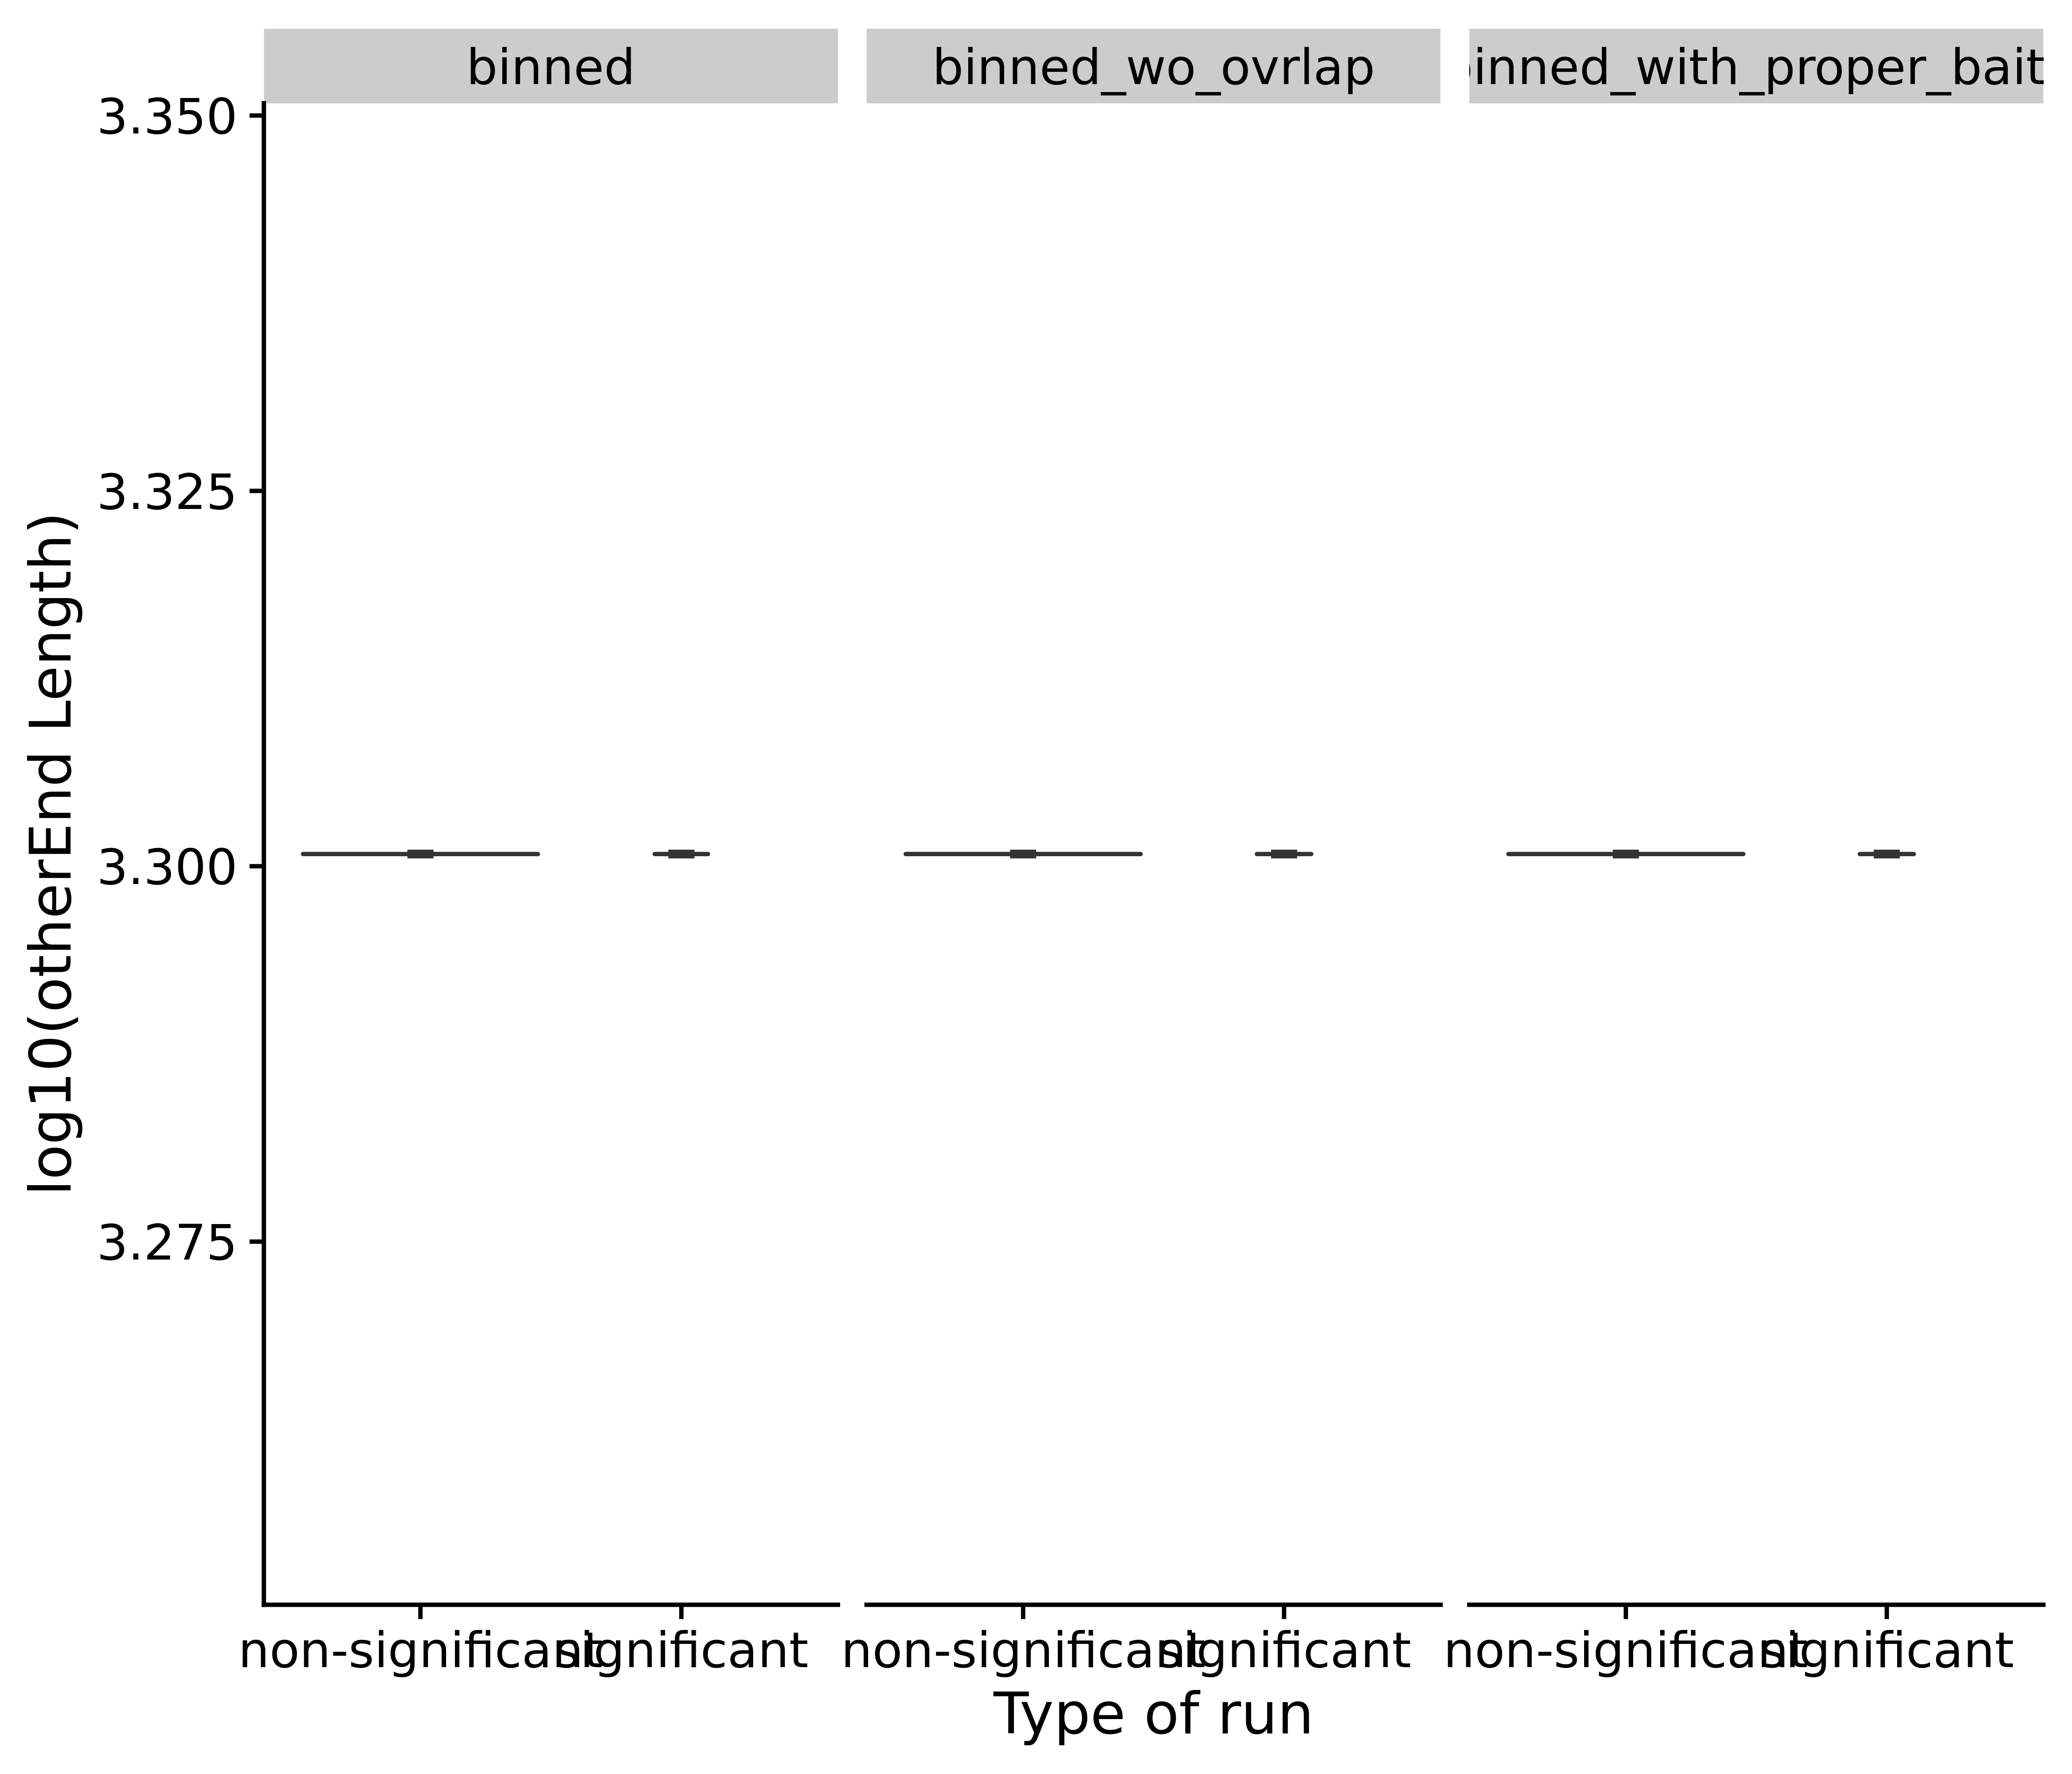 binned binned_wo_ovrlap inned_with_proper_bait
3.350
3.325
3.300
3.275
log10(otherEnd Length)
non-significant significant non-significant significant non-significant significant
Type of run